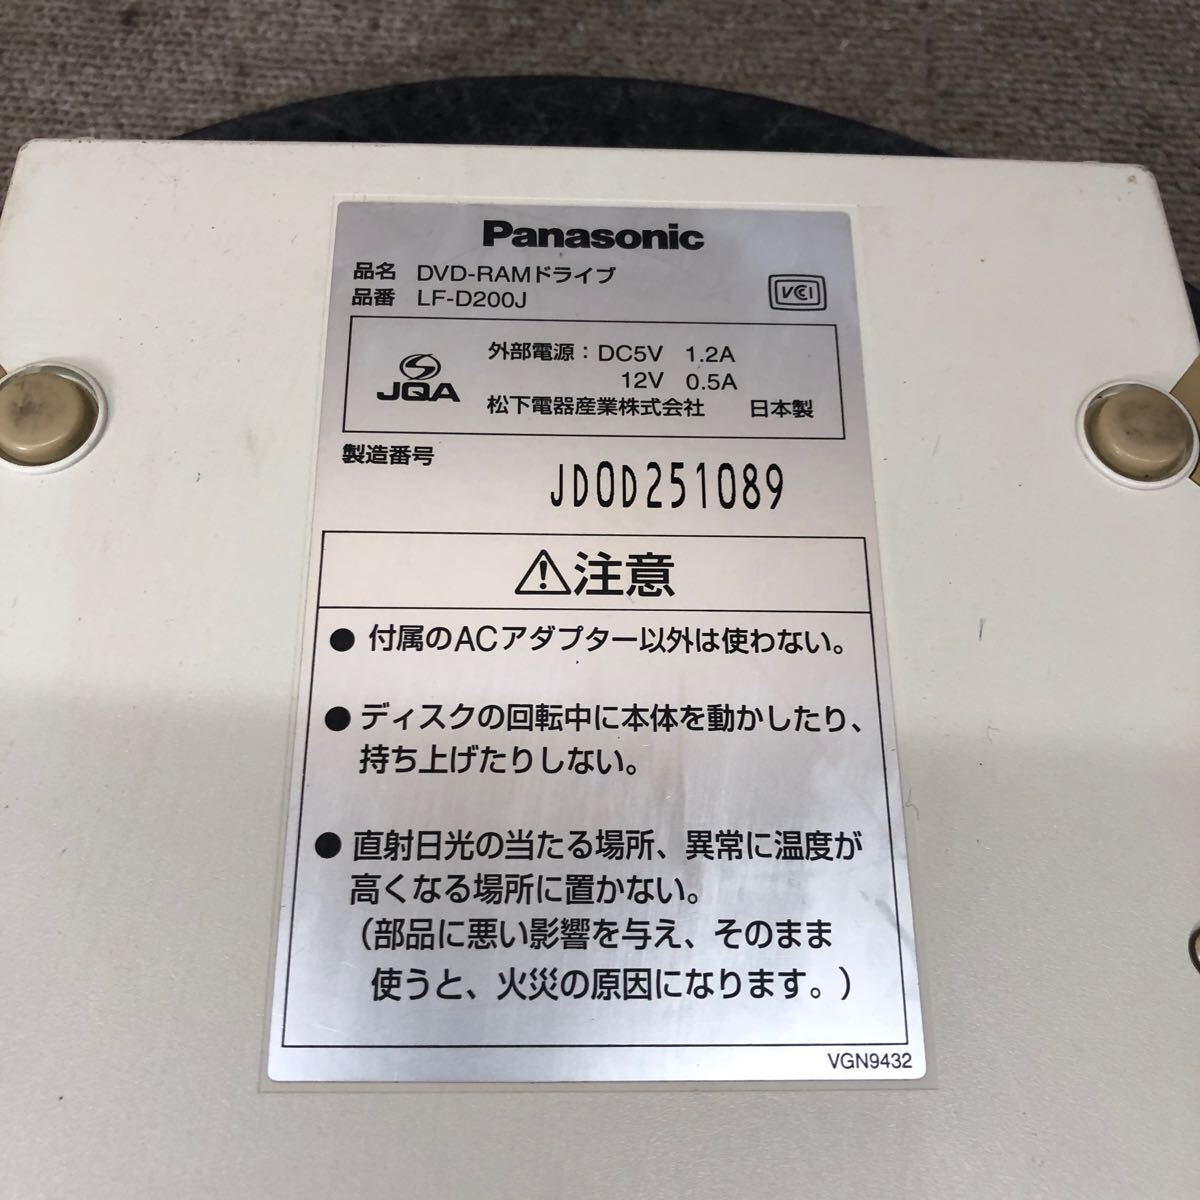 Panasonic
品名 DVD-RAMドライブ
品番 LF-D200J
VCCI
外部電源：DC5V 1.2A
12V 0.5A
JQA
松下電器産業株式会社 日本製
製造番号
JD0D251089
⚠注意
● 付属のACアダプター以外は使わない。
● ディスクの回転中に本体を動かしたり、
持ち上げたりしない。
● 直射日光の当たる場所、異常に温度が
高くなる場所に置かない。
（部品に悪い影響を与え、そのまま
使うと、火災の原因になります。）
VGN9432